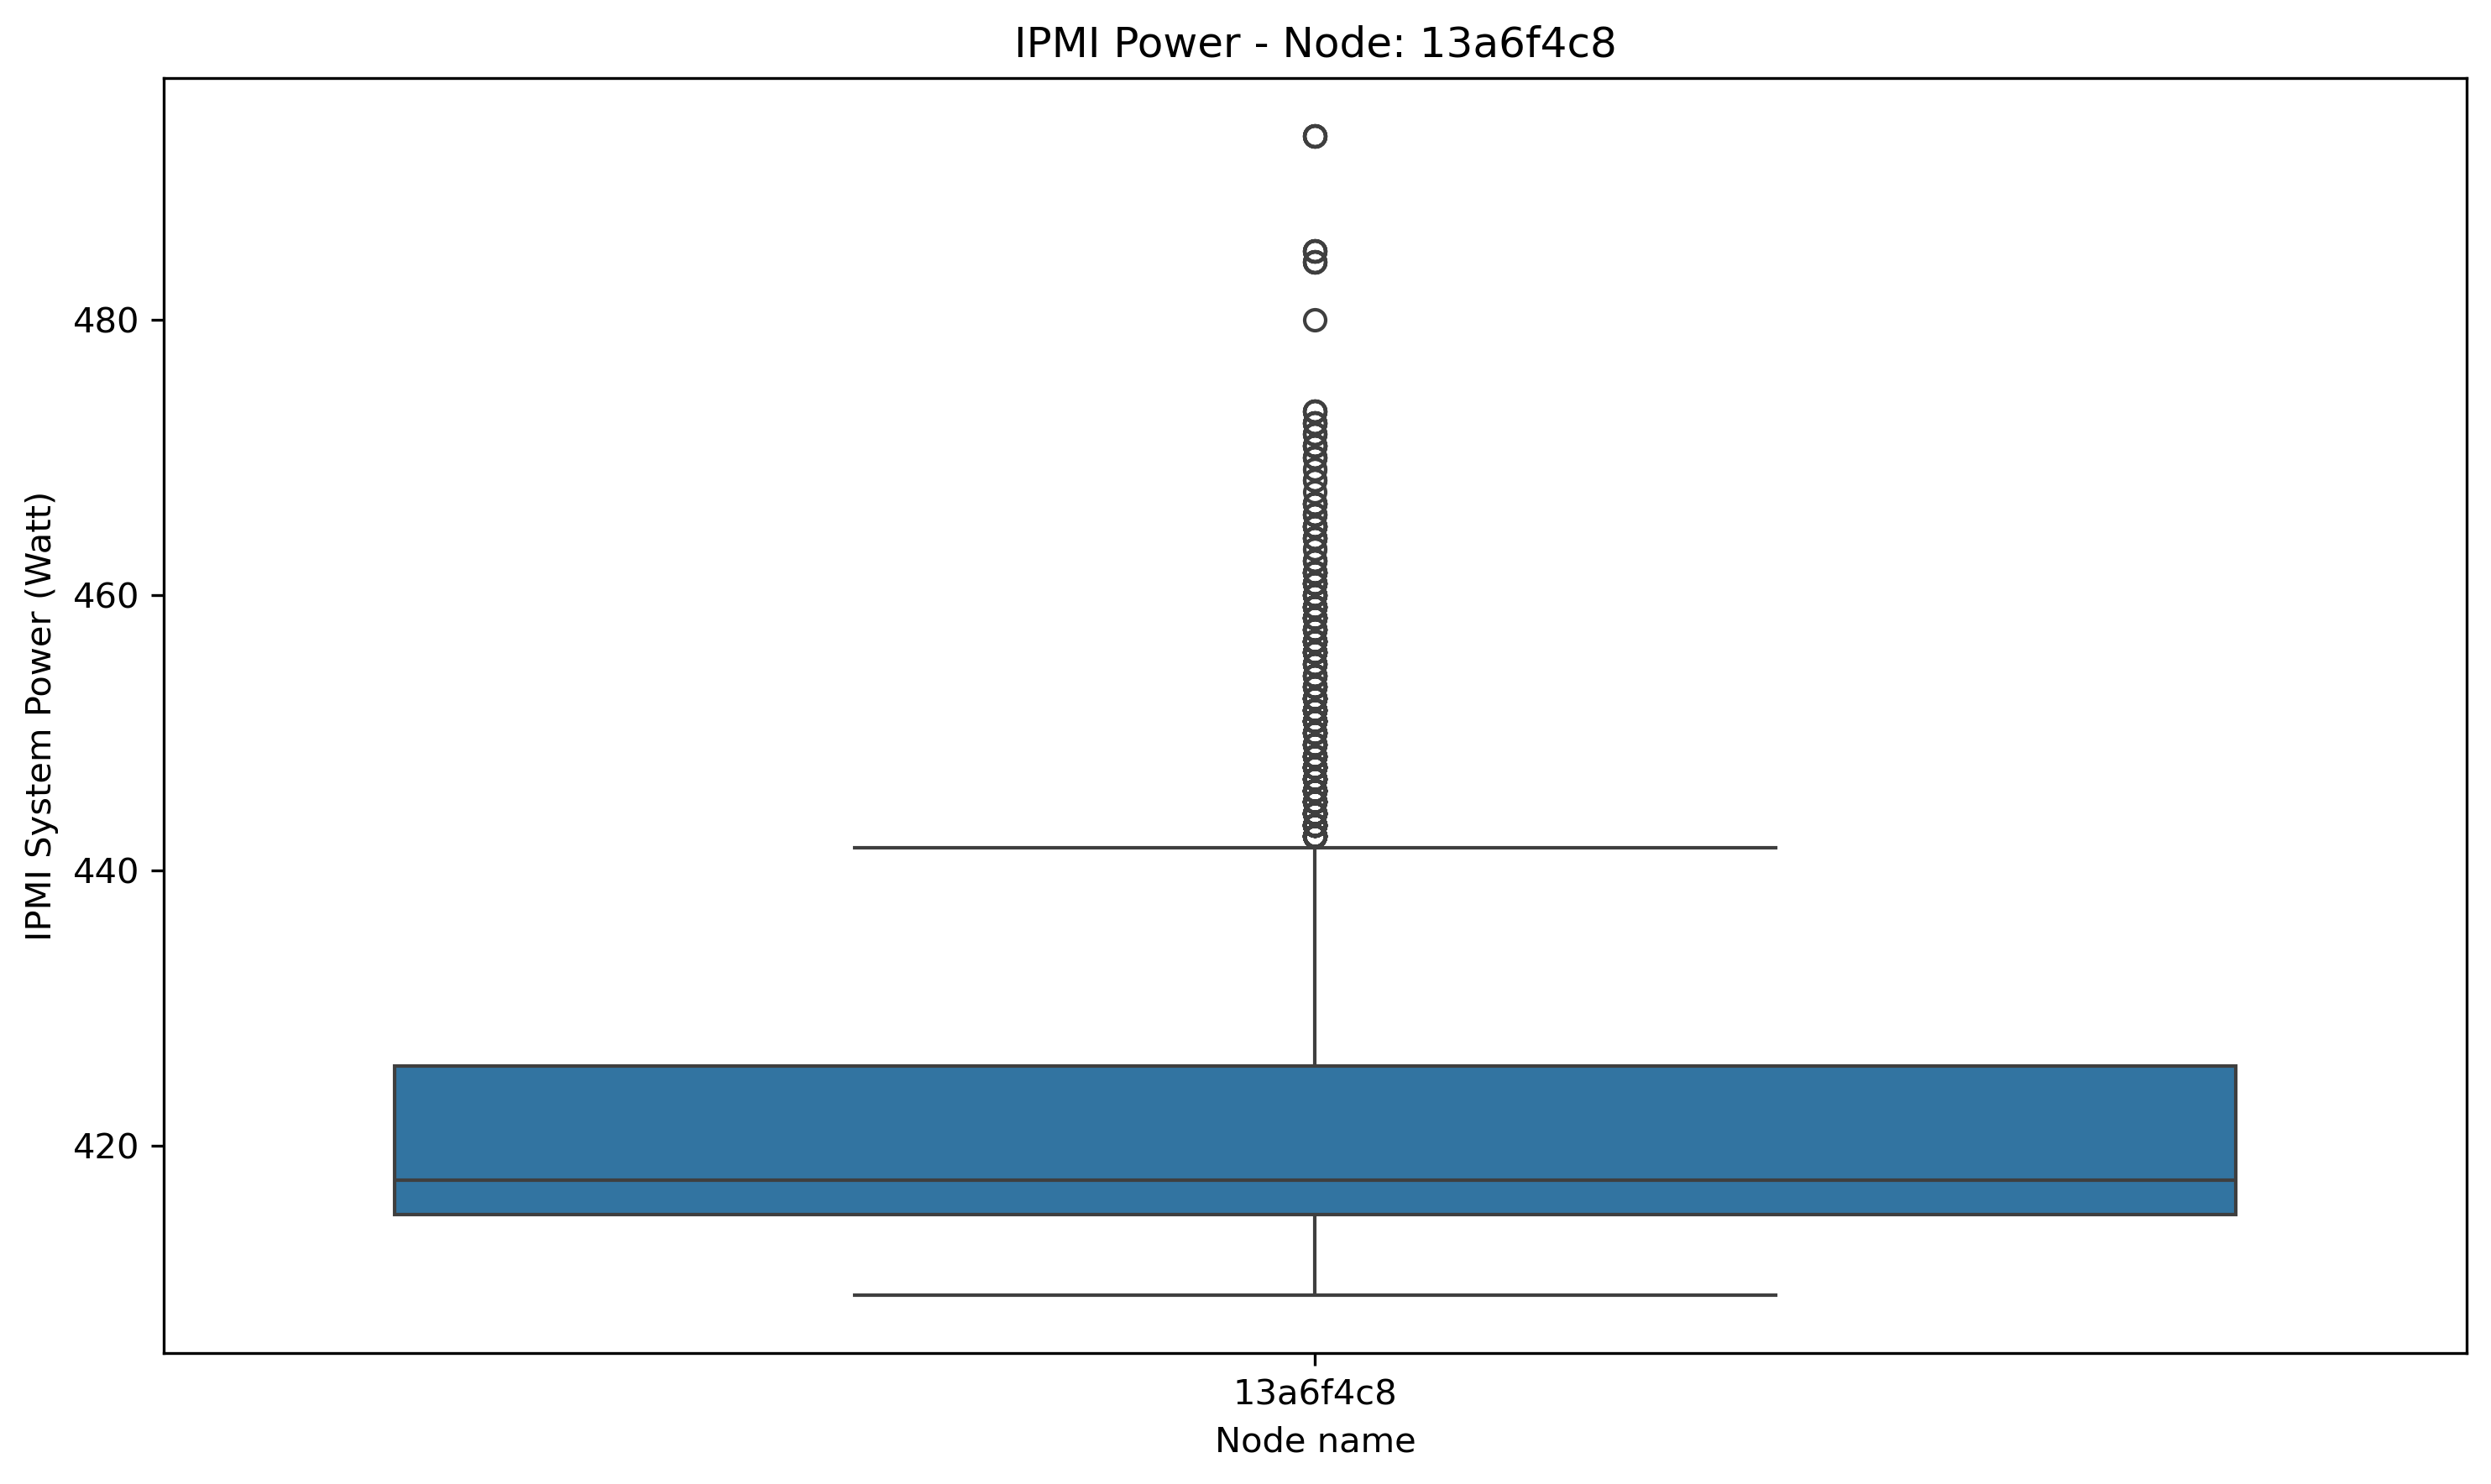 IPMI Power - Node: 13a6f4c8
IPMI System Power (Watt)
480
460
440
420
13a6f4c8
Node name